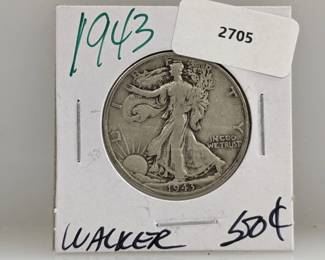 1943
2705
LIBERTY
IN GOD
WE TRUST
1943
WALKER
50¢